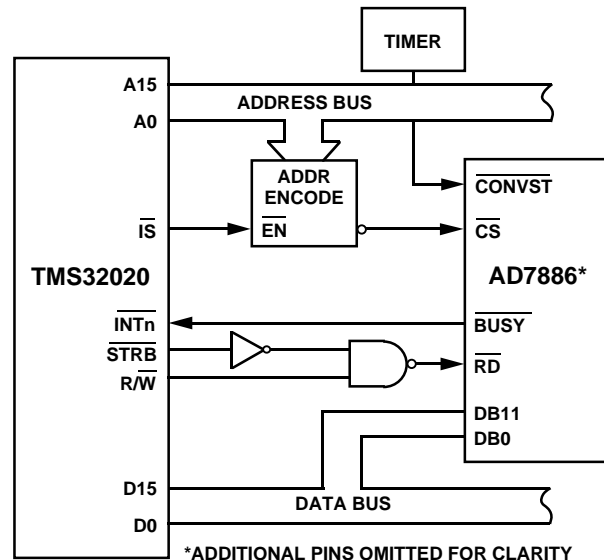 TIMER
A15
ADDRESS BUS
A0
ADDR
ENCODE
CONVST
IS
EN
CS
TMS32020
AD7886*
INTn
BUSY
STRB
R/W
RD
DB11
DB0
D15
DATA BUS
D0
*ADDITIONAL PINS OMITTED FOR CLARITY